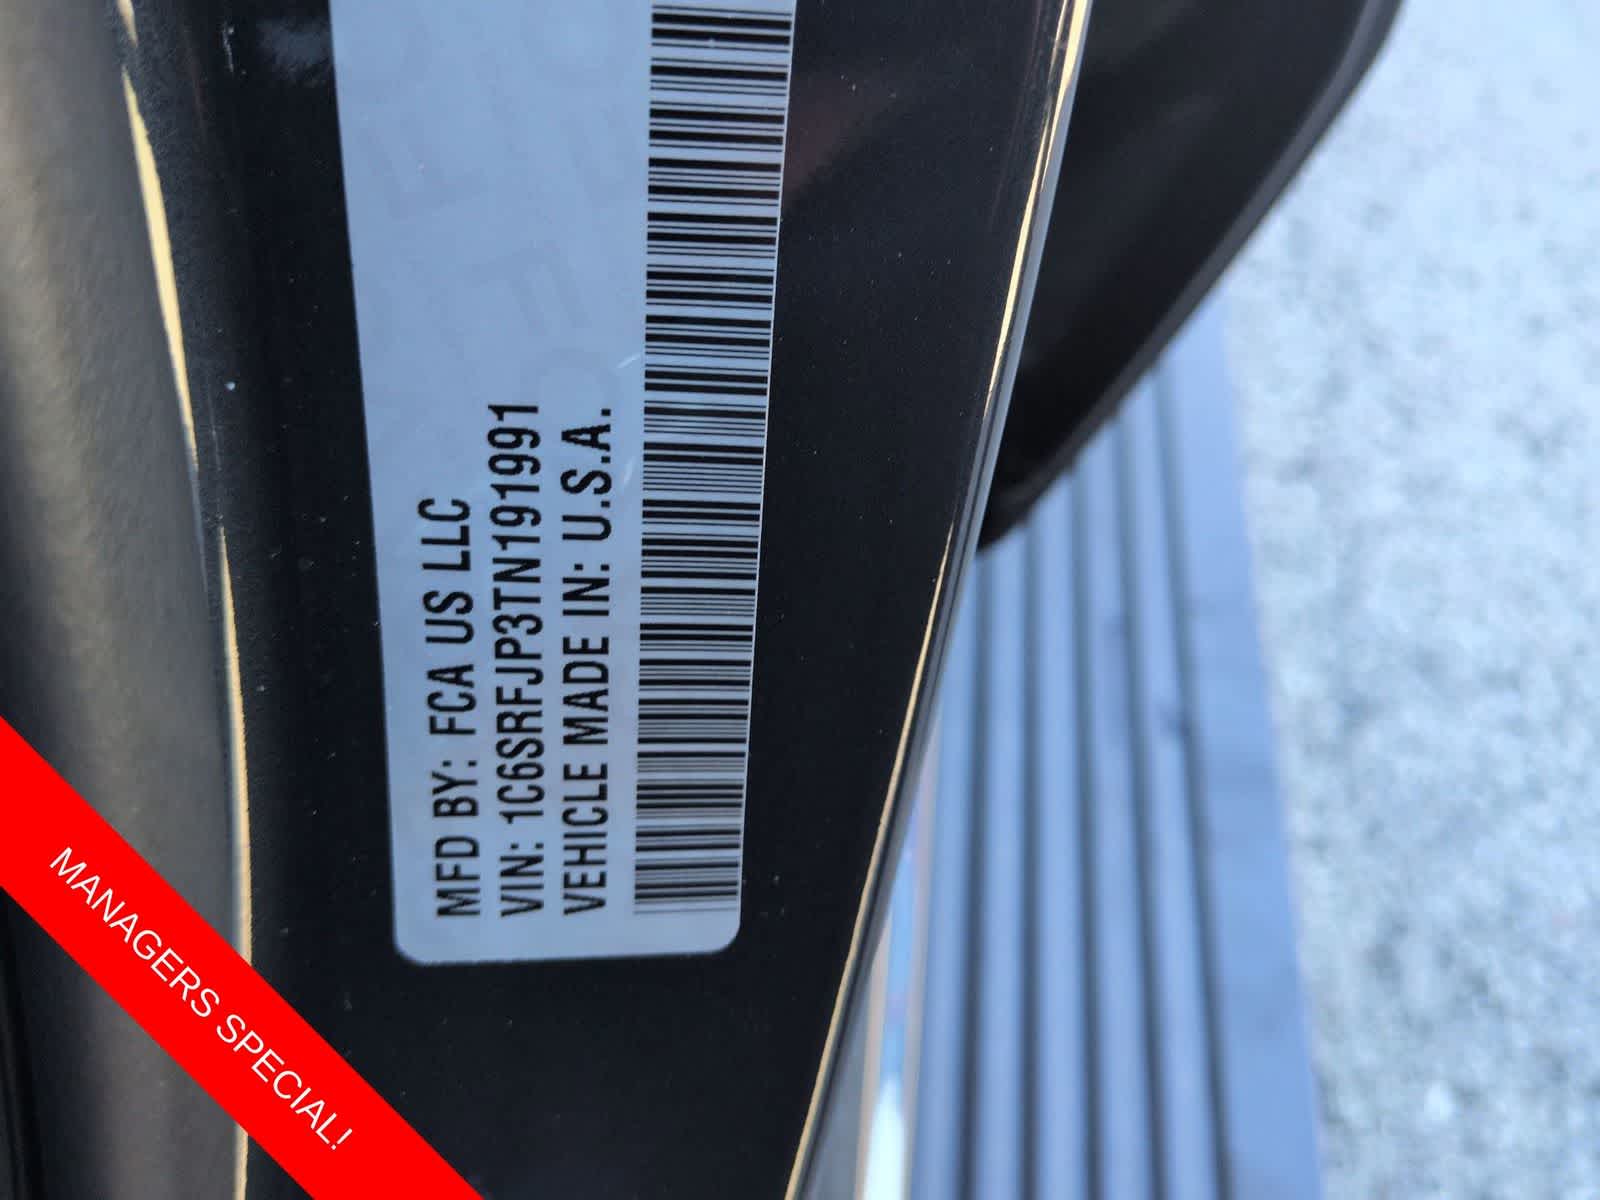 MFD BY: FCA US LLC
VIN: 1C6SRFJP3TN191991
VEHICLE MADE IN: U.S.A.
MANAGERS SPECIAL!